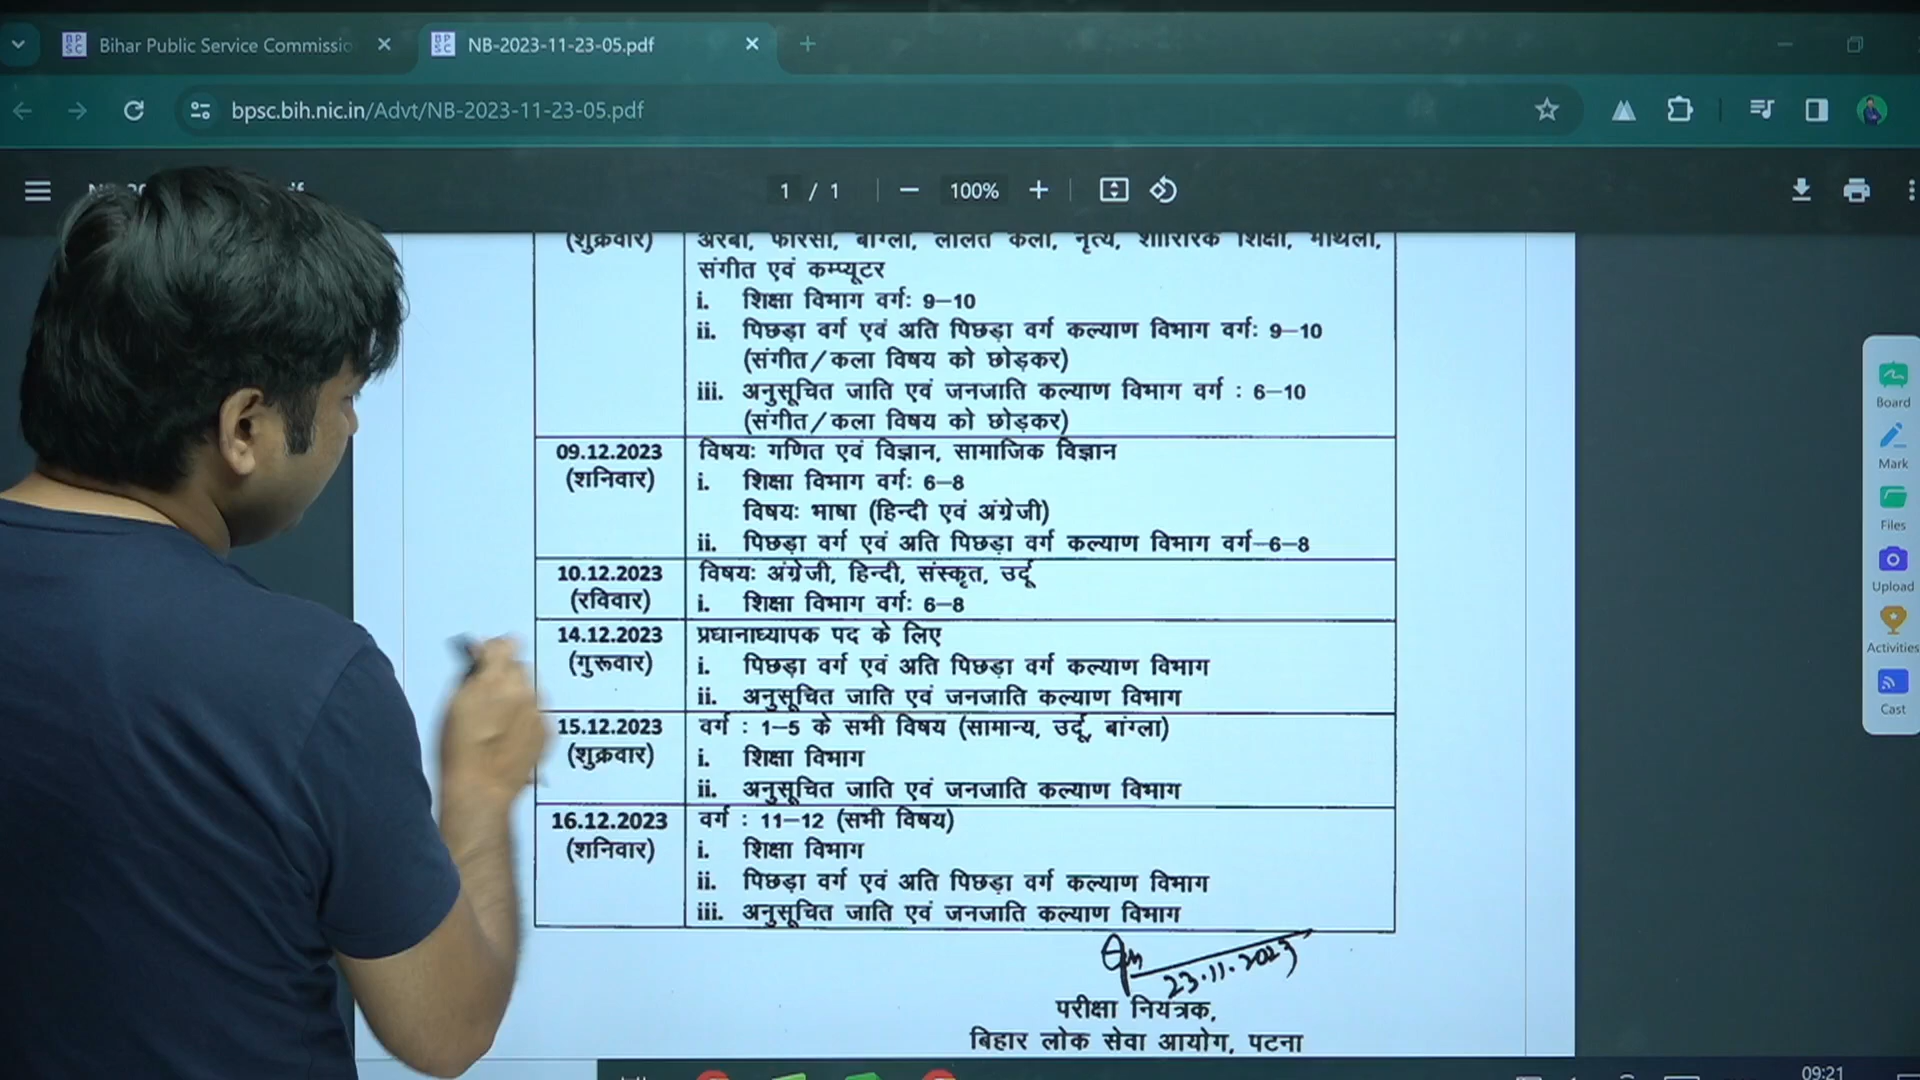 Bihar Public Service Commissio
NB-2023-11-23-05.pdf
bpsc.bih.nic.in/Advt/NB-2023-11-23-05.pdf
1 / 1
100%
(शुक्रवार)
अरबी, फारसी, बांग्ला, ललित कला, नृत्य, शारीरिक शिक्षा, मैथिली,
संगीत एवं कम्प्यूटर
i. शिक्षा विभाग वर्गः 9–10
ii. पिछड़ा वर्ग एवं अति पिछड़ा वर्ग कल्याण विभाग वर्गः 9–10
(संगीत/कला विषय को छोड़कर)
iii. अनुसूचित जाति एवं जनजाति कल्याण विभाग वर्ग : 6–10
(संगीत/कला विषय को छोड़कर)
09.12.2023
(शनिवार)
विषयः गणित एवं विज्ञान, सामाजिक विज्ञान
i. शिक्षा विभाग वर्गः 6–8
विषयः भाषा (हिन्दी एवं अंग्रेजी)
ii. पिछड़ा वर्ग एवं अति पिछड़ा वर्ग कल्याण विभाग वर्ग–6–8
10.12.2023
(रविवार)
विषयः अंग्रेजी, हिन्दी, संस्कृत, उर्दू
i. शिक्षा विभाग वर्गः 6–8
14.12.2023
(गुरूवार)
प्रधानाध्यापक पद के लिए
i. पिछड़ा वर्ग एवं अति पिछड़ा वर्ग कल्याण विभाग
ii. अनुसूचित जाति एवं जनजाति कल्याण विभाग
15.12.2023
(शुक्रवार)
वर्ग : 1–5 के सभी विषय (सामान्य, उर्दू, बांग्ला)
i. शिक्षा विभाग
ii. अनुसूचित जाति एवं जनजाति कल्याण विभाग
16.12.2023
(शनिवार)
वर्ग : 11–12 (सभी विषय)
i. शिक्षा विभाग
ii. पिछड़ा वर्ग एवं अति पिछड़ा वर्ग कल्याण विभाग
iii. अनुसूचित जाति एवं जनजाति कल्याण विभाग
23.11.2023
परीक्षा नियंत्रक,
बिहार लोक सेवा आयोग, पटना
Board
Mark
Files
Upload
Activities
Cast
09:21